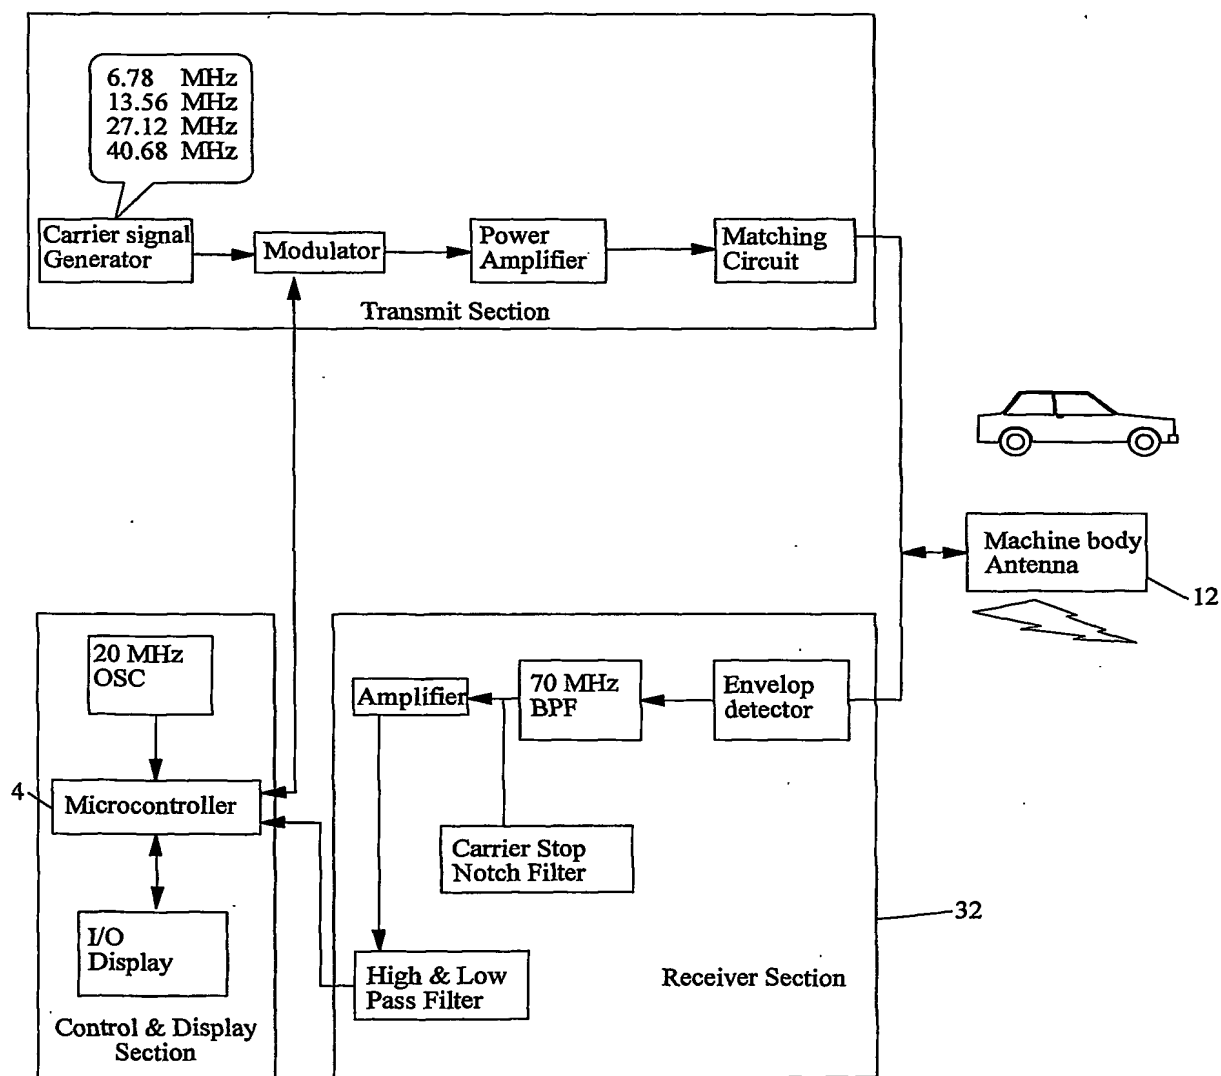 6.78 MHz
13.56 MHz
27.12 MHz
40.68 MHz
Carrier signal
Generator
Modulator
Power
Amplifier
Matching
Circuit
Transmit Section
Machine body
Antenna
12
20 MHz
OSC
Amplifier
70 MHz
BPF
Envelop
detector
4
Microcontroller
Carrier Stop
Notch Filter
32
I/O
Display
High & Low
Pass Filter
Receiver Section
Control & Display
Section